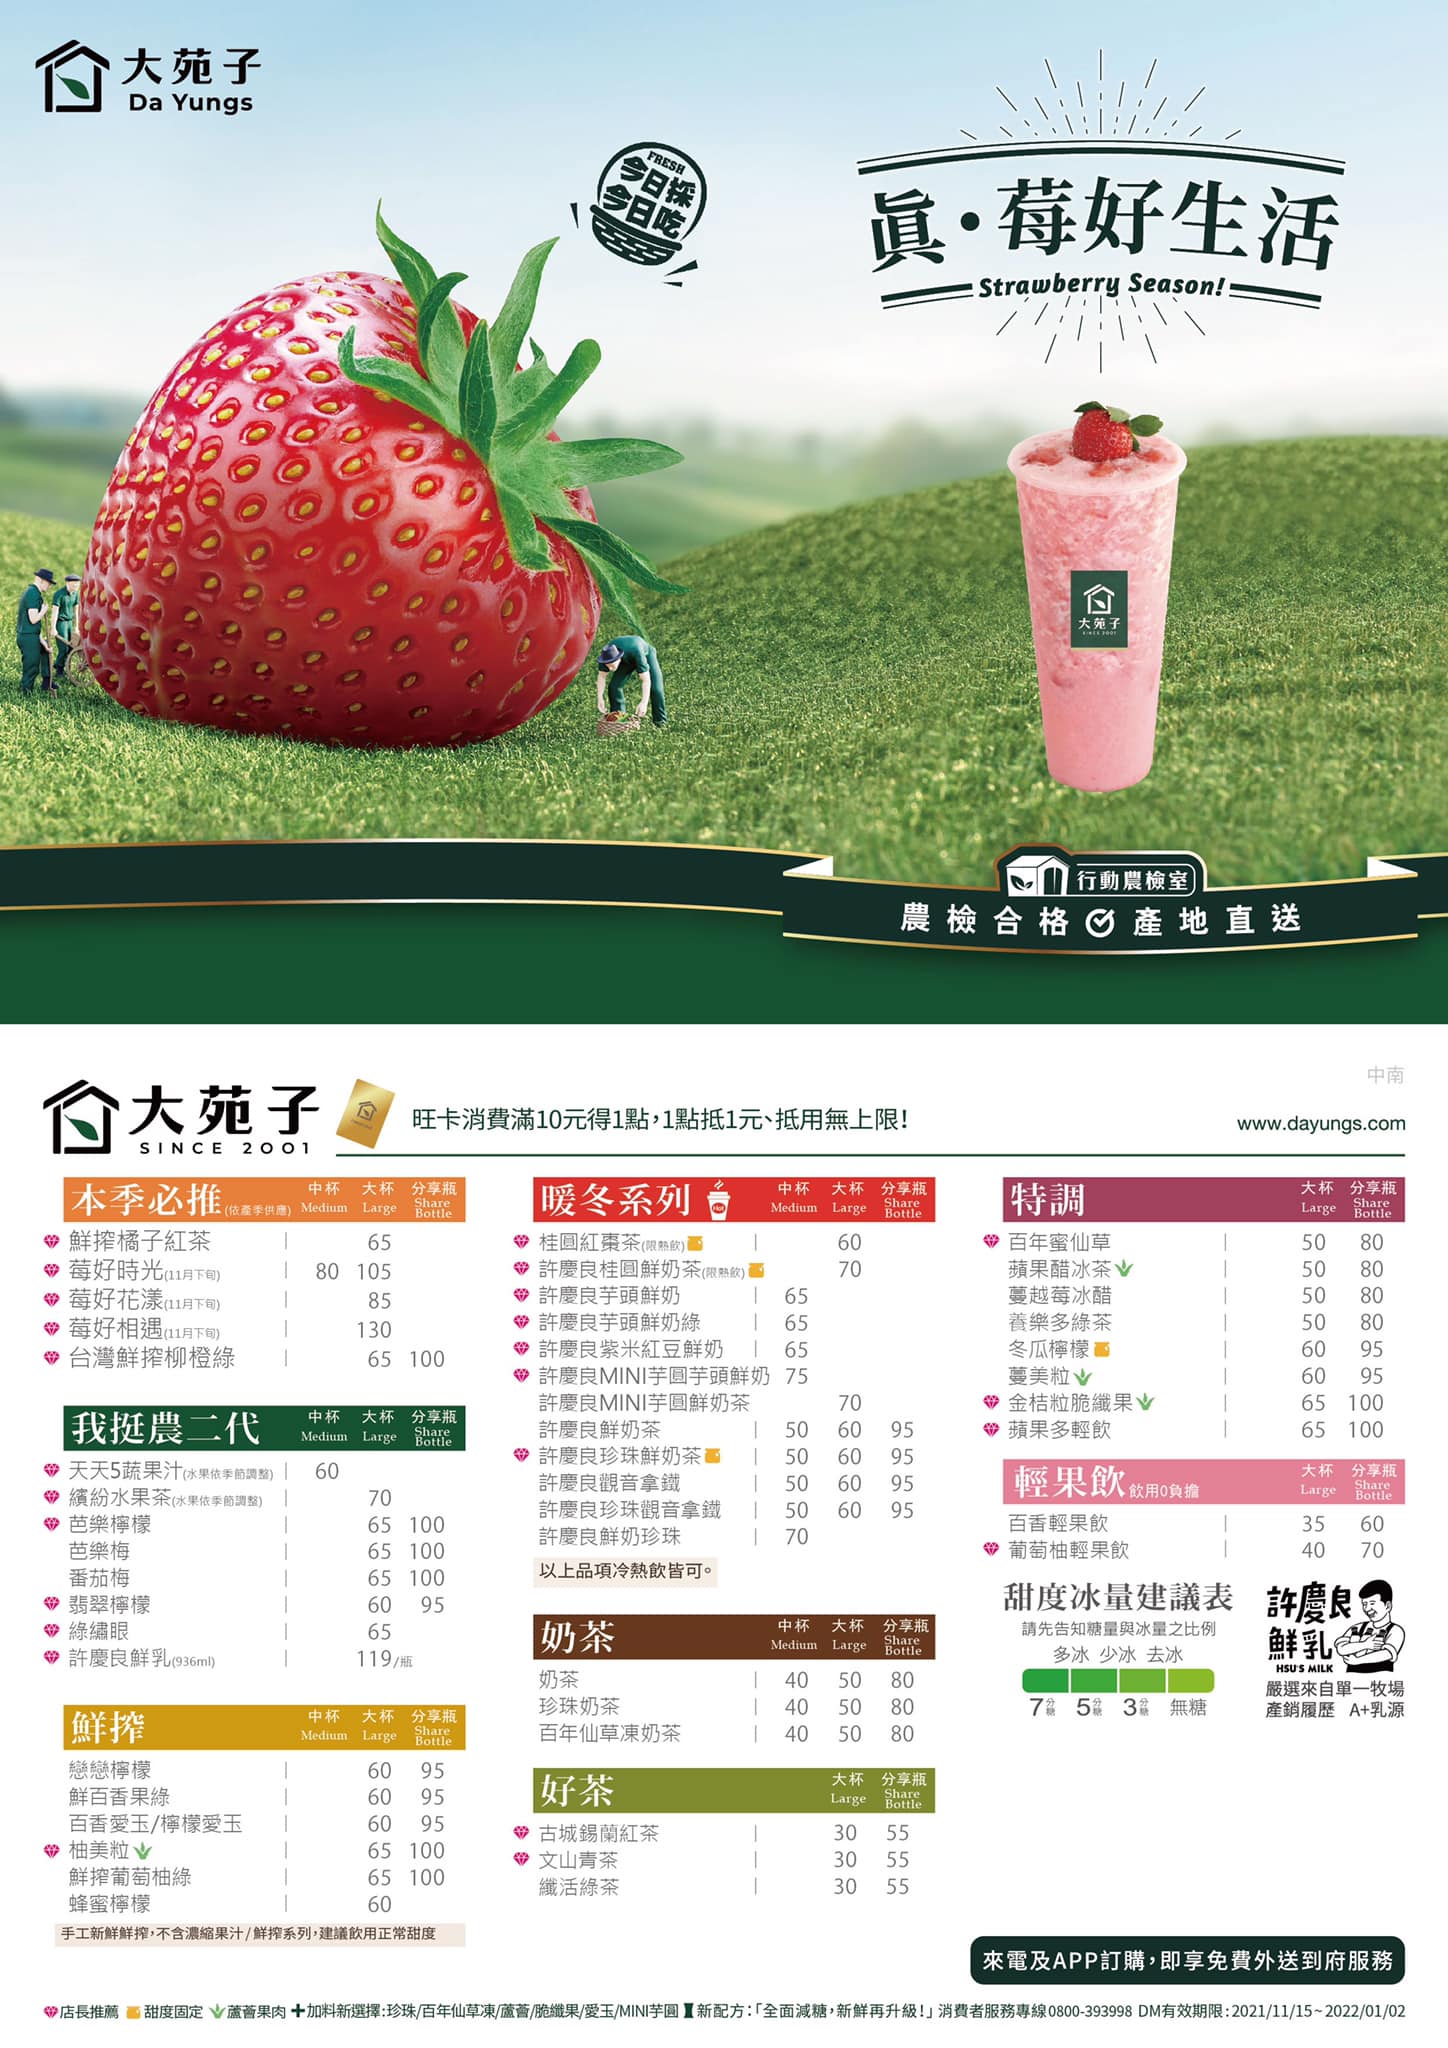 大苑子
Da Yungs
FRESH
今日採
今日吃
眞・莓好生活
Strawberry Season!
大苑子
SINCE 2001
行動農檢室
農檢合格 產地直送
中南
大苑子
SINCE 2001
旺卡消費滿10元得1點，1點抵1元、抵用無上限！
www.dayungs.com
本季必推(依產季供應) 中杯 Medium 大杯 Large 分享瓶 Share Bottle
鮮搾橘子紅茶 | 65
莓好時光(11月下旬) | 80 105
莓好花漾(11月下旬) | 85
莓好相遇(11月下旬) | 130
台灣鮮搾柳橙綠 | 65 100
我挺農二代 中杯 Medium 大杯 Large 分享瓶 Share Bottle
天天5蔬果汁(水果依季節調整) | 60
繽紛水果茶(水果依季節調整) | 70
芭樂檸檬 | 65 100
芭樂梅 | 65 100
番茄梅 | 65 100
翡翠檸檬 | 60 95
綠繡眼 | 65
許慶良鮮乳(936ml) | 119/瓶
鮮搾 中杯 Medium 大杯 Large 分享瓶 Share Bottle
戀戀檸檬 | 60 95
鮮百香果綠 | 60 95
百香愛玉/檸檬愛玉 | 60 95
柚美粒 | 65 100
鮮搾葡萄柚綠 | 65 100
蜂蜜檸檬 | 60
手工新鮮鮮搾，不含濃縮果汁/鮮搾系列，建議飲用正常甜度
暖冬系列 Hot 中杯 Medium 大杯 Large 分享瓶 Share Bottle
桂圓紅棗茶(限熱飲) | 60
許慶良桂圓鮮奶茶(限熱飲) 70
許慶良芋頭鮮奶 | 65
許慶良芋頭鮮奶綠 | 65
許慶良紫米紅豆鮮奶 | 65
許慶良MINI芋圓芋頭鮮奶 75
許慶良MINI芋圓鮮奶茶 70
許慶良鮮奶茶 | 50 60 95
許慶良珍珠鮮奶茶 | 50 60 95
許慶良觀音拿鐵 | 50 60 95
許慶良珍珠觀音拿鐵 | 50 60 95
許慶良鮮奶珍珠 | 70
以上品項冷熱飲皆可。
奶茶 中杯 Medium 大杯 Large 分享瓶 Share Bottle
奶茶 | 40 50 80
珍珠奶茶 | 40 50 80
百年仙草凍奶茶 | 40 50 80
好茶 大杯 Large 分享瓶 Share Bottle
古城錫蘭紅茶 | 30 55
文山青茶 | 30 55
纖活綠茶 | 30 55
特調 大杯 Large 分享瓶 Share Bottle
百年蜜仙草 | 50 80
蘋果醋冰茶 | 50 80
蔓越莓冰醋 | 50 80
養樂多綠茶 | 50 80
冬瓜檸檬 | 60 95
蔓美粒 | 60 95
金桔粒脆纖果 | 65 100
蘋果多輕飲 | 65 100
輕果飲 飲用0負擔 大杯 Large 分享瓶 Share Bottle
百香輕果飲 | 35 60
葡萄柚輕果飲 | 40 70
甜度冰量建議表
請先告知糖量與冰量之比例
多冰 少冰 去冰
7分糖 5分糖 3分糖 無糖
許慶良
鮮乳
HSU'S MILK
嚴選來自單一牧場
產銷履歷 A+乳源
來電及APP訂購，即享免費外送到府服務
店長推薦 甜度固定 蘆薈果肉 加料新選擇:珍珠/百年仙草凍/蘆薈/脆纖果/愛玉/MINI芋圓 新配方：「全面減糖，新鮮再升級！」消費者服務專線0800-393998 DM有效期限：2021/11/15~2022/01/02